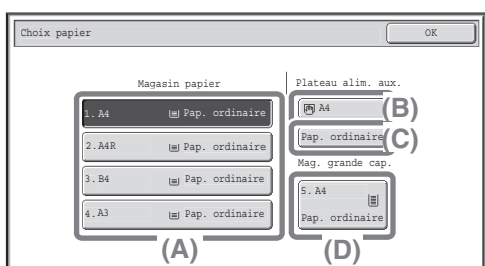 Choix papier
OK
Magasin papier
Plateau alim. aux.
1. A4 Pap. ordinaire
2. A4R Pap. ordinaire
3. B4 Pap. ordinaire
4. A3 Pap. ordinaire
(A)
A4
(B)
Pap. ordinaire
(C)
Mag. grande cap.
5. A4
Pap. ordinaire
(D)